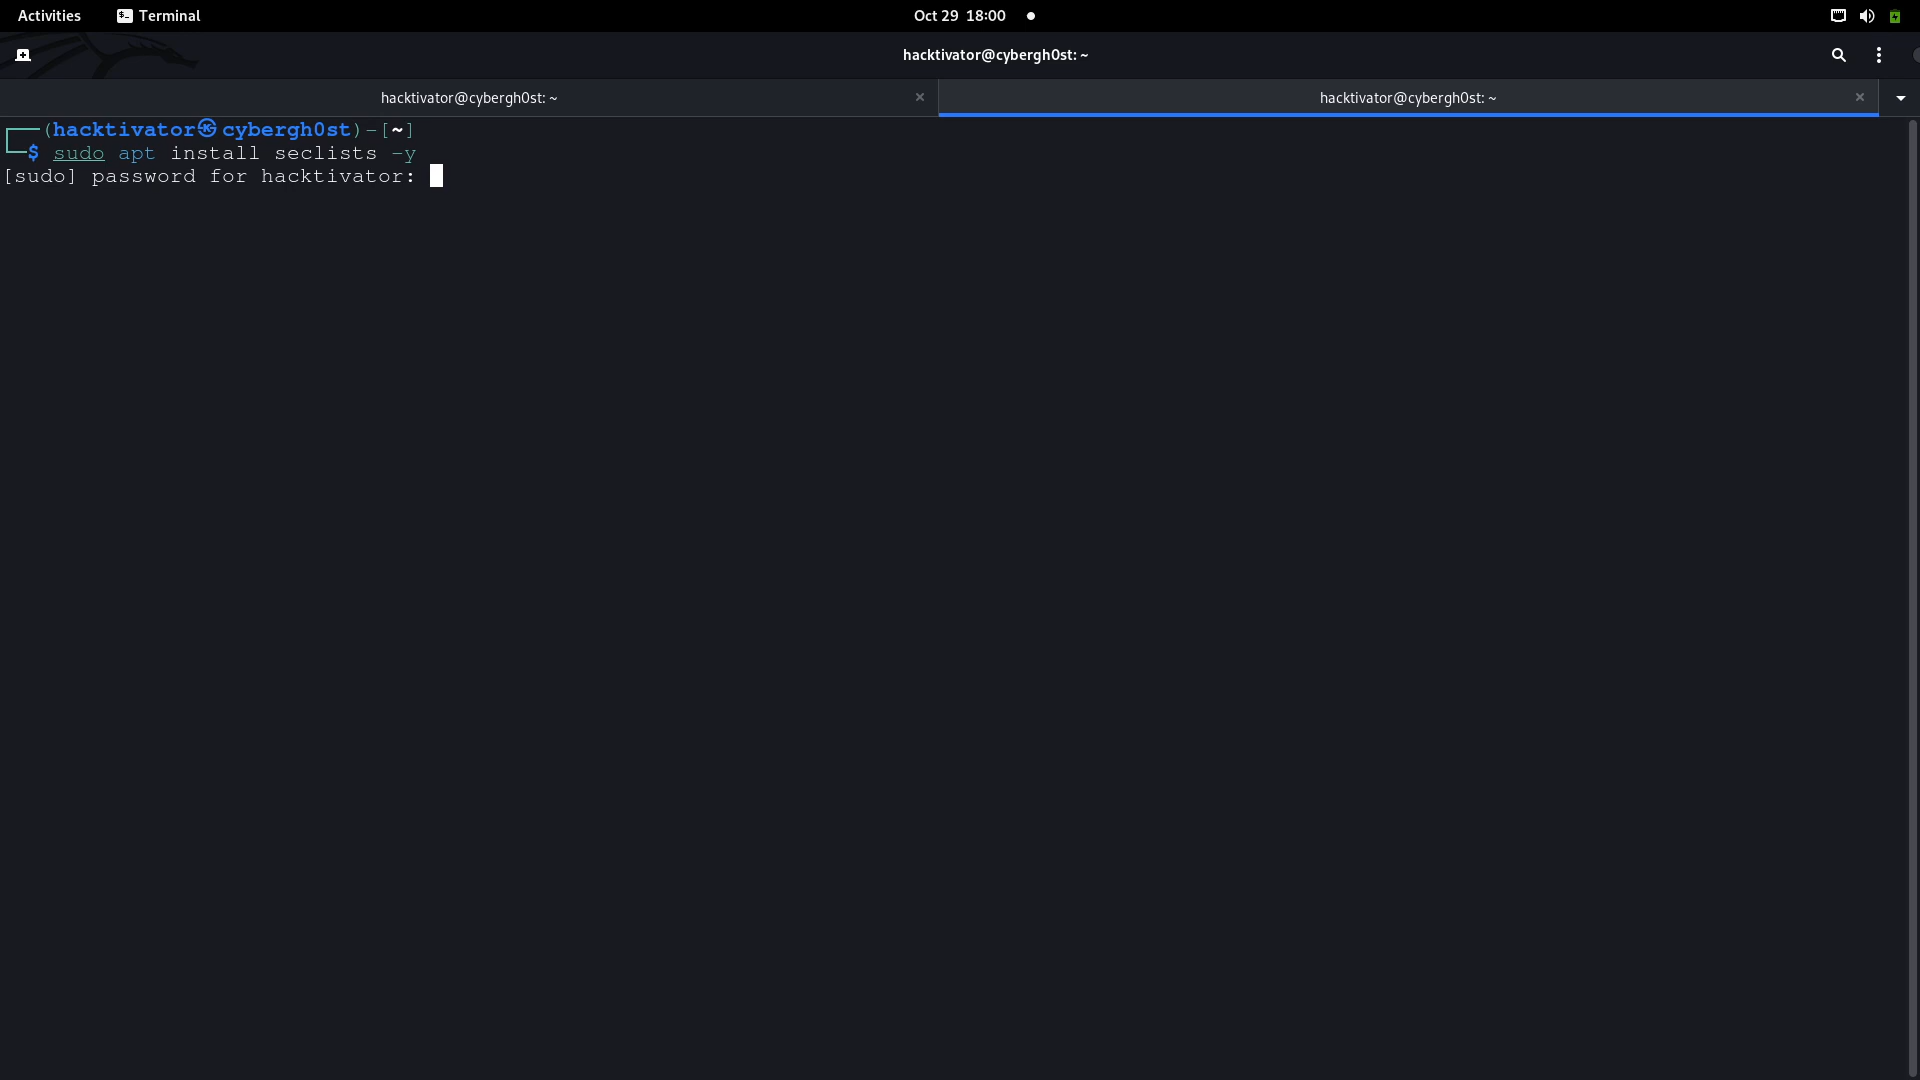 Activities Terminal Oct 29 18:00
hacktivator@cybergh0st: ~
hacktivator@cybergh0st: ~ × hacktivator@cybergh0st: ~ ×
┌──(hacktivator㉿cybergh0st)-[~]
└─$ sudo apt install seclists -y
[sudo] password for hacktivator: